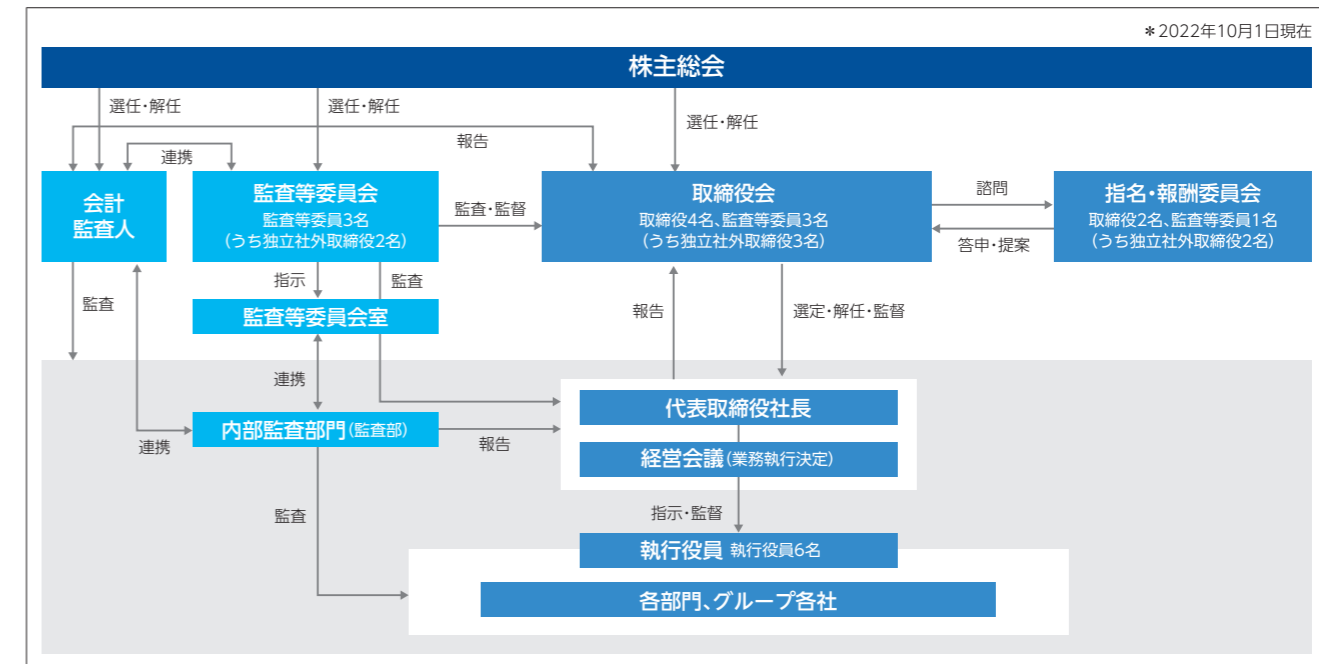 ＊2022年10月1日現在
株主総会
選任・解任
選任・解任
選任・解任
報告
連携
会計
監査人
監査等委員会
監査等委員3名
(うち独立社外取締役2名)
監査・監督
取締役会
取締役4名、監査等委員3名
(うち独立社外取締役3名)
諮問
答申・提案
指名・報酬委員会
取締役2名、監査等委員1名
(うち独立社外取締役2名)
監査
指示
監査
監査等委員会室
報告
選定・解任・監督
連携
代表取締役社長
連携
内部監査部門(監査部)
報告
経営会議(業務執行決定)
監査
指示・監督
執行役員 執行役員6名
各部門、グループ各社